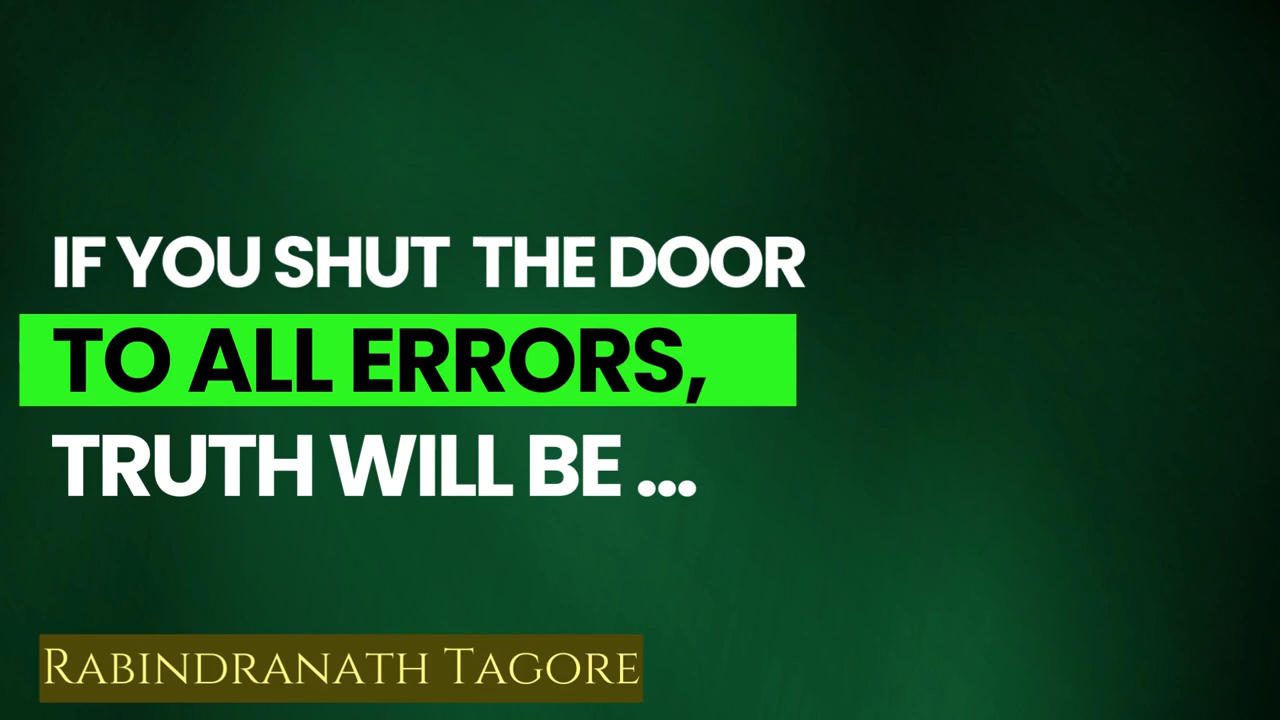 IF YOU SHUT THE DOOR
TO ALL ERRORS,
TRUTH WILL BE ...
RABINDRANATH TAGORE